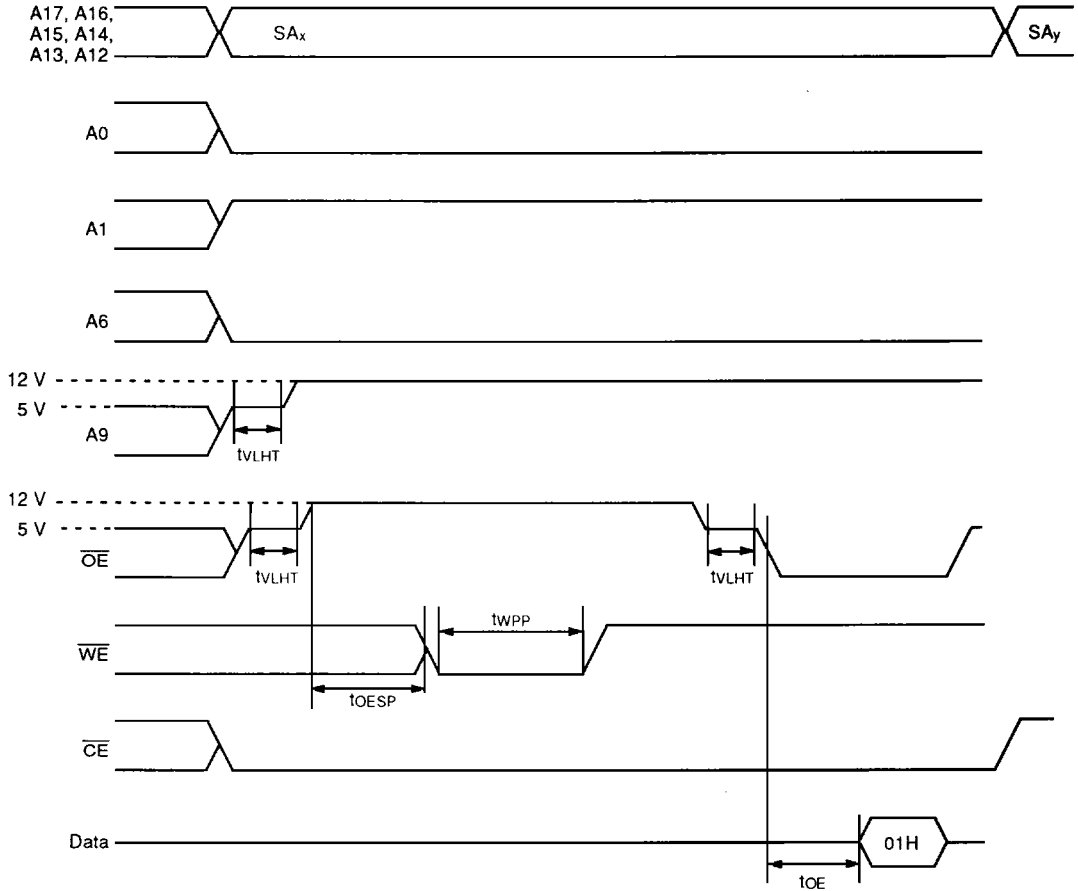 A17, A16,
A15, A14,
A13, A12
SAx
SAy
A0
A1
A6
12 V
5 V
A9
tVLHT
12 V
5 V
OE
tVLHT
tVLHT
WE
tWPP
tOESP
CE
Data
01H
tOE